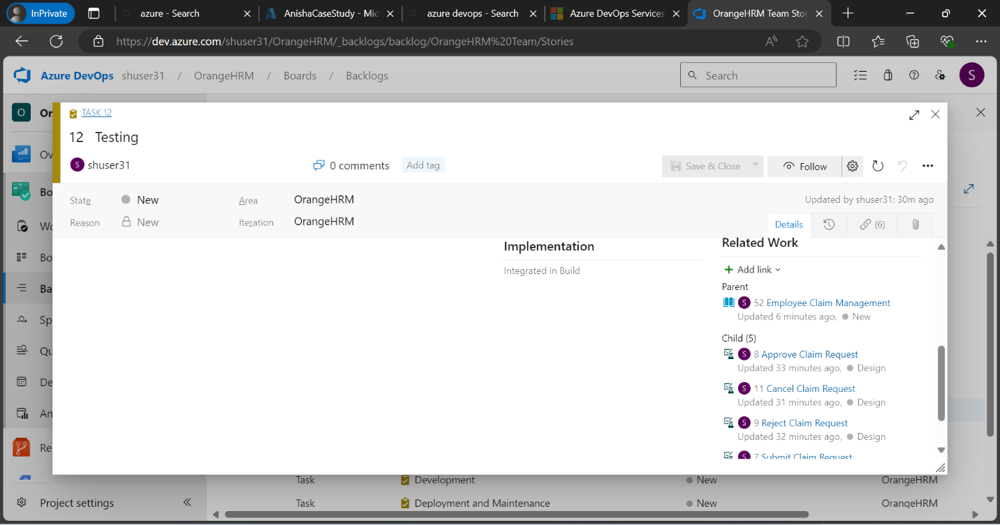 InPrivate
azure - Search
AnishaCaseStudy - Mic
azure devops - Search
Azure DevOps Services
OrangeHRM Team Stor
https://dev.azure.com/shuser31/OrangeHRM/_backlogs/backlog/OrangeHRM%20Team/Stories
Azure DevOps shuser31 / OrangeHRM / Boards / Backlogs
Search
S
O Or
Ov
Bo
Wo
Bo
Ba
Sp
Qu
De
An
Re
Project settings
TASK 12
12 Testing
S shuser31
0 comments
Add tag
Save & Close
Follow
State New
Area OrangeHRM
Updated by shuser31: 30m ago
Reason New
Iteration OrangeHRM
Details
(6)
Implementation
Integrated in Build
Related Work
Add link
Parent
S 52 Employee Claim Management
Updated 6 minutes ago, New
Child (5)
S 8 Approve Claim Request
Updated 33 minutes ago, Design
S 11 Cancel Claim Request
Updated 31 minutes ago, Design
S 9 Reject Claim Request
Updated 32 minutes ago, Design
S 7 Submit Claim Request
Task Development New OrangeHRM
Task Deployment and Maintenance New OrangeHRM